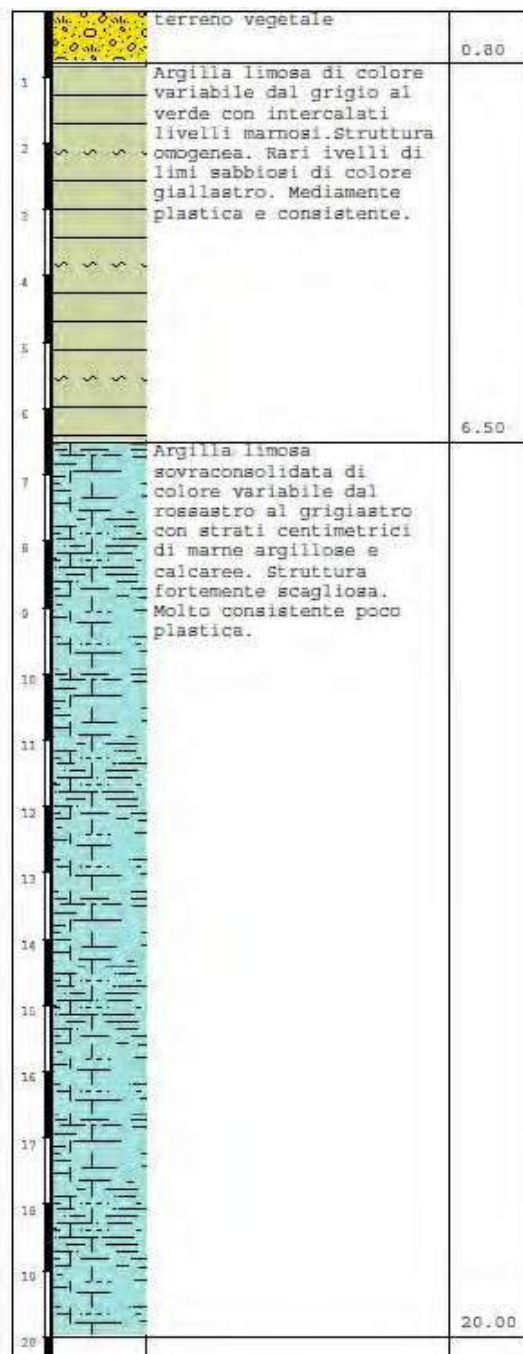 terreno vegetale
0.80
1
Argilla limosa di colore
variabile dal grigio al
verde con intercalati
livelli marnosi.Struttura
omogenea. Rari ivelli di
limi sabbiosi di colore
giallastro. Mediamente
plastica e consistente.
2
3
4
5
6
6.50
Argilla limosa
sovraconsolidata di
colore variabile dal
rossastro al grigiastro
con strati centimetrici
di marne argillose e
calcaree. Struttura
fortemente scagliosa.
Molto consistente poco
plastica.
7
8
9
10
11
12
13
14
15
16
17
18
19
20.00
20